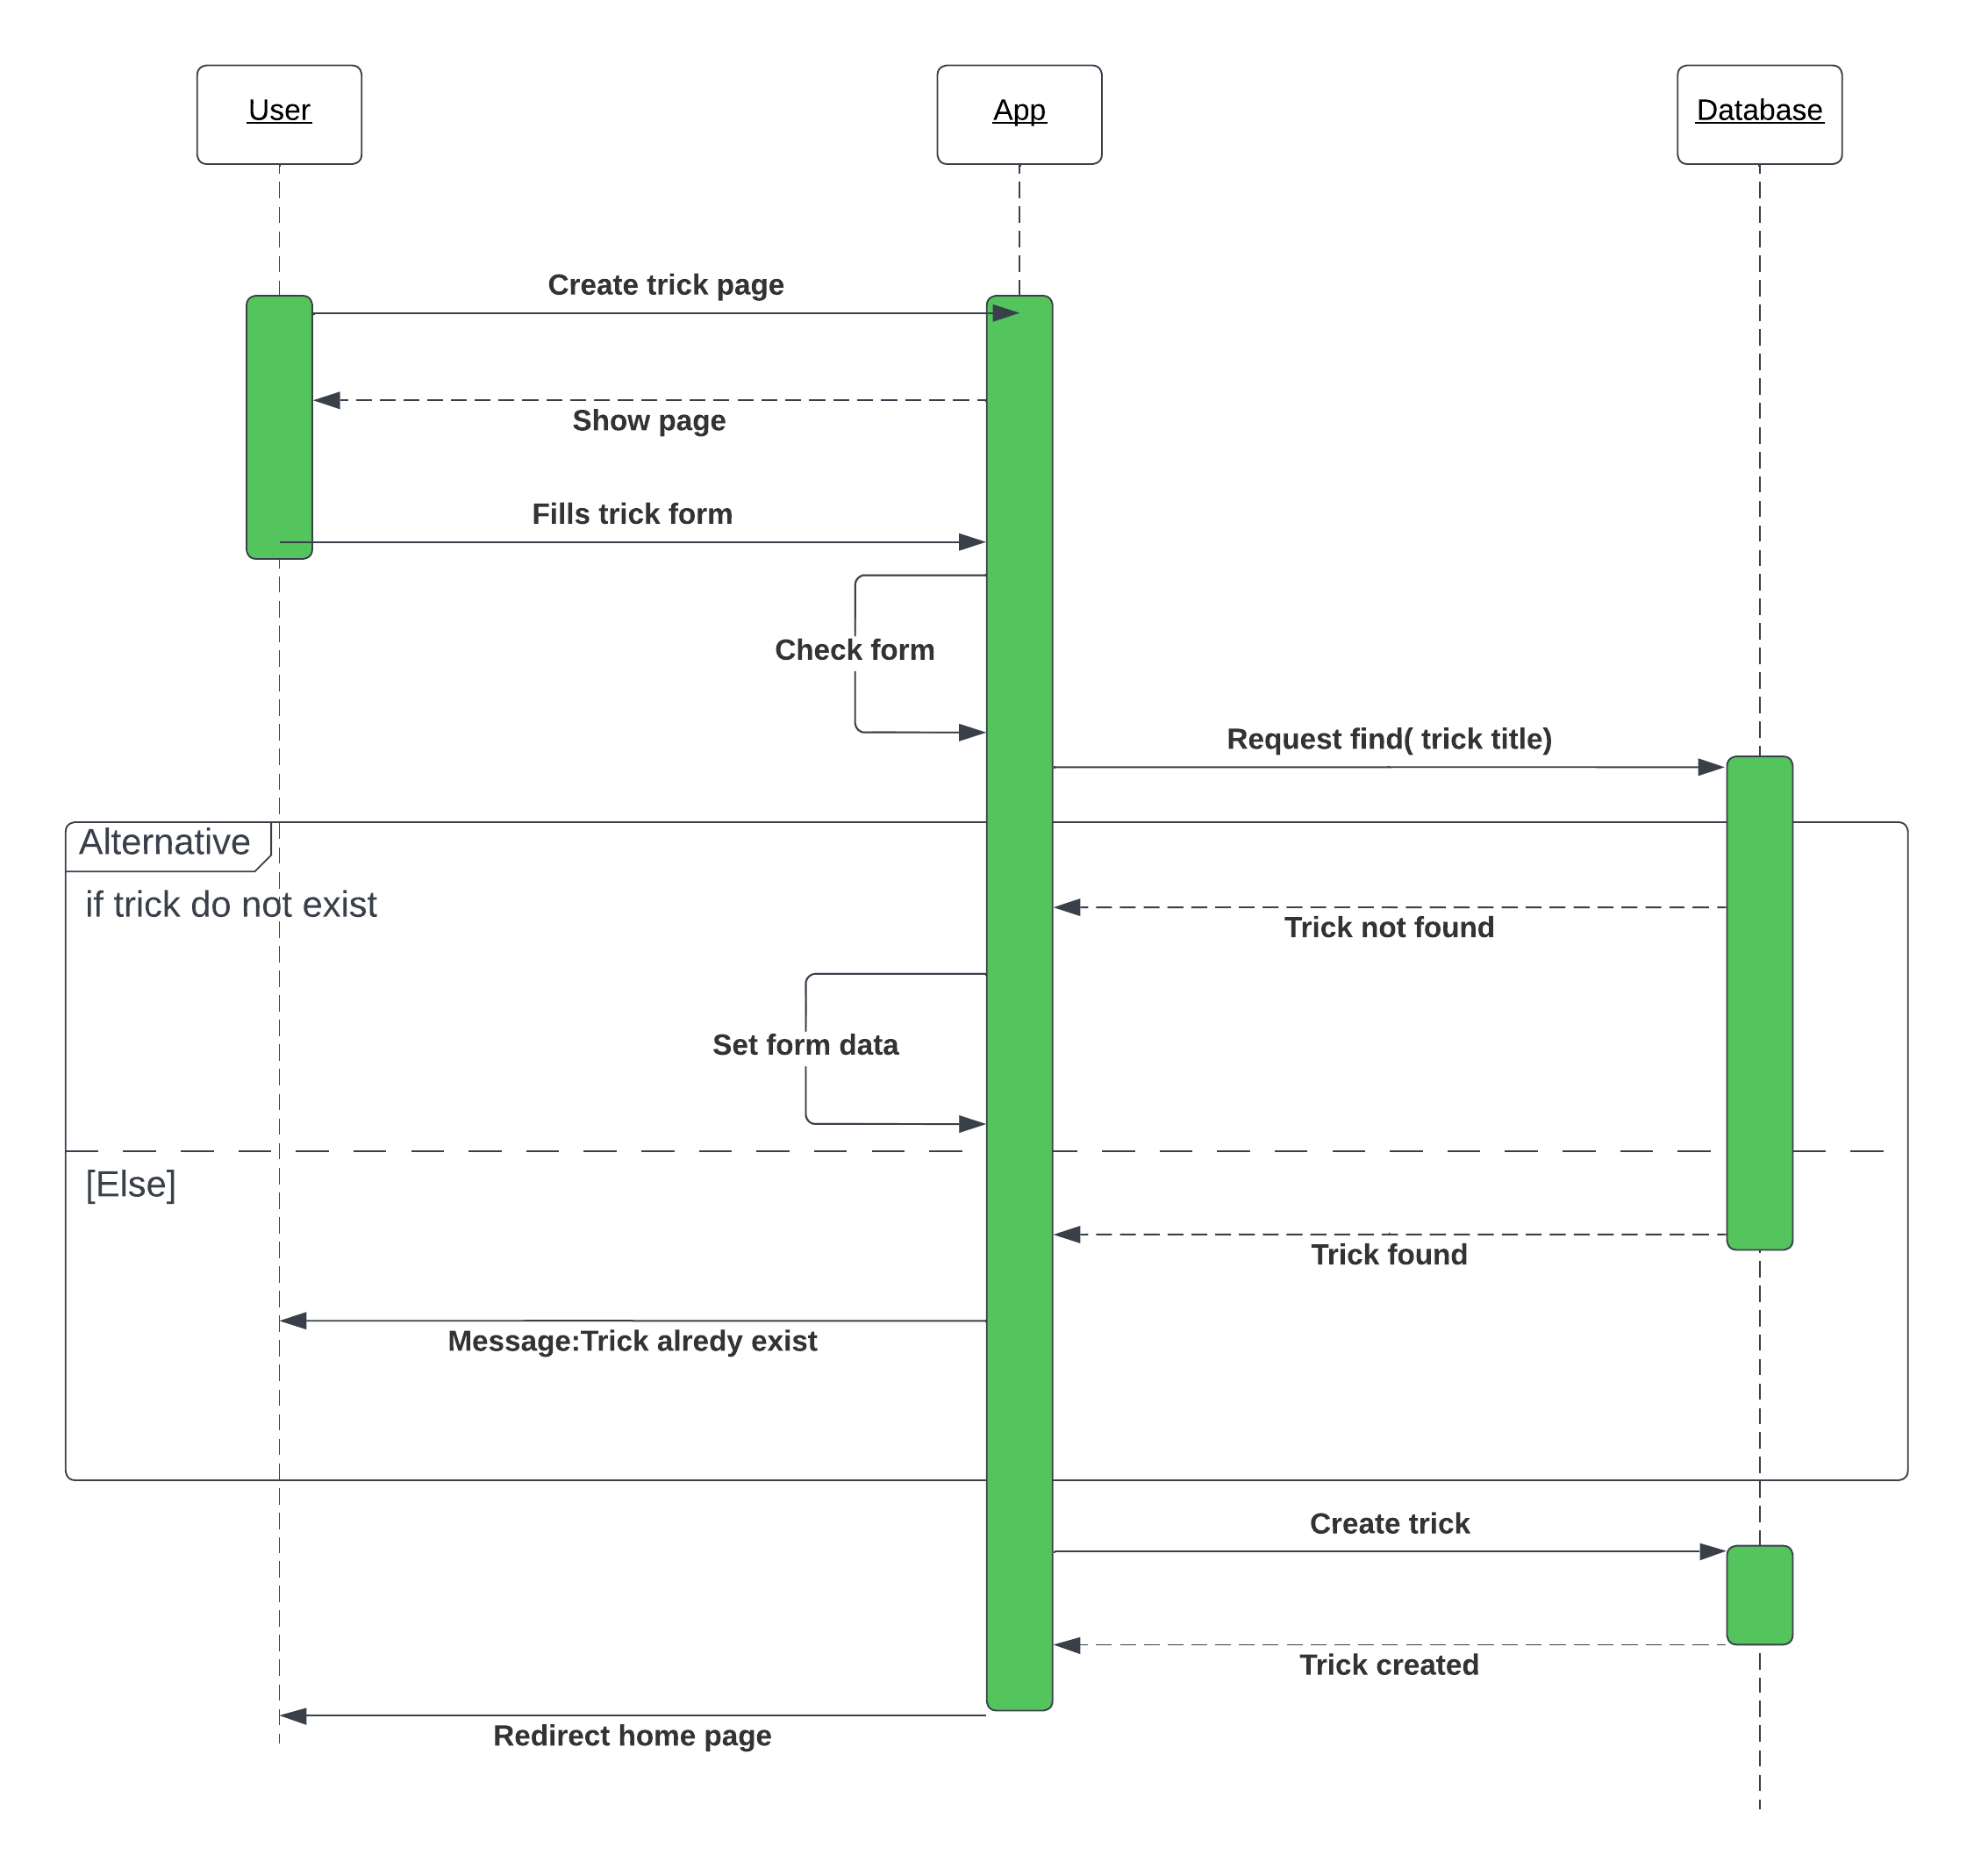 User
App
Database
Create trick page
Show page
Fills trick form
Check form
Request find( trick title)
Alternative
if trick do not exist
Trick not found
Set form data
[Else]
Trick found
Message:Trick alredy exist
Create trick
Trick created
Redirect home page